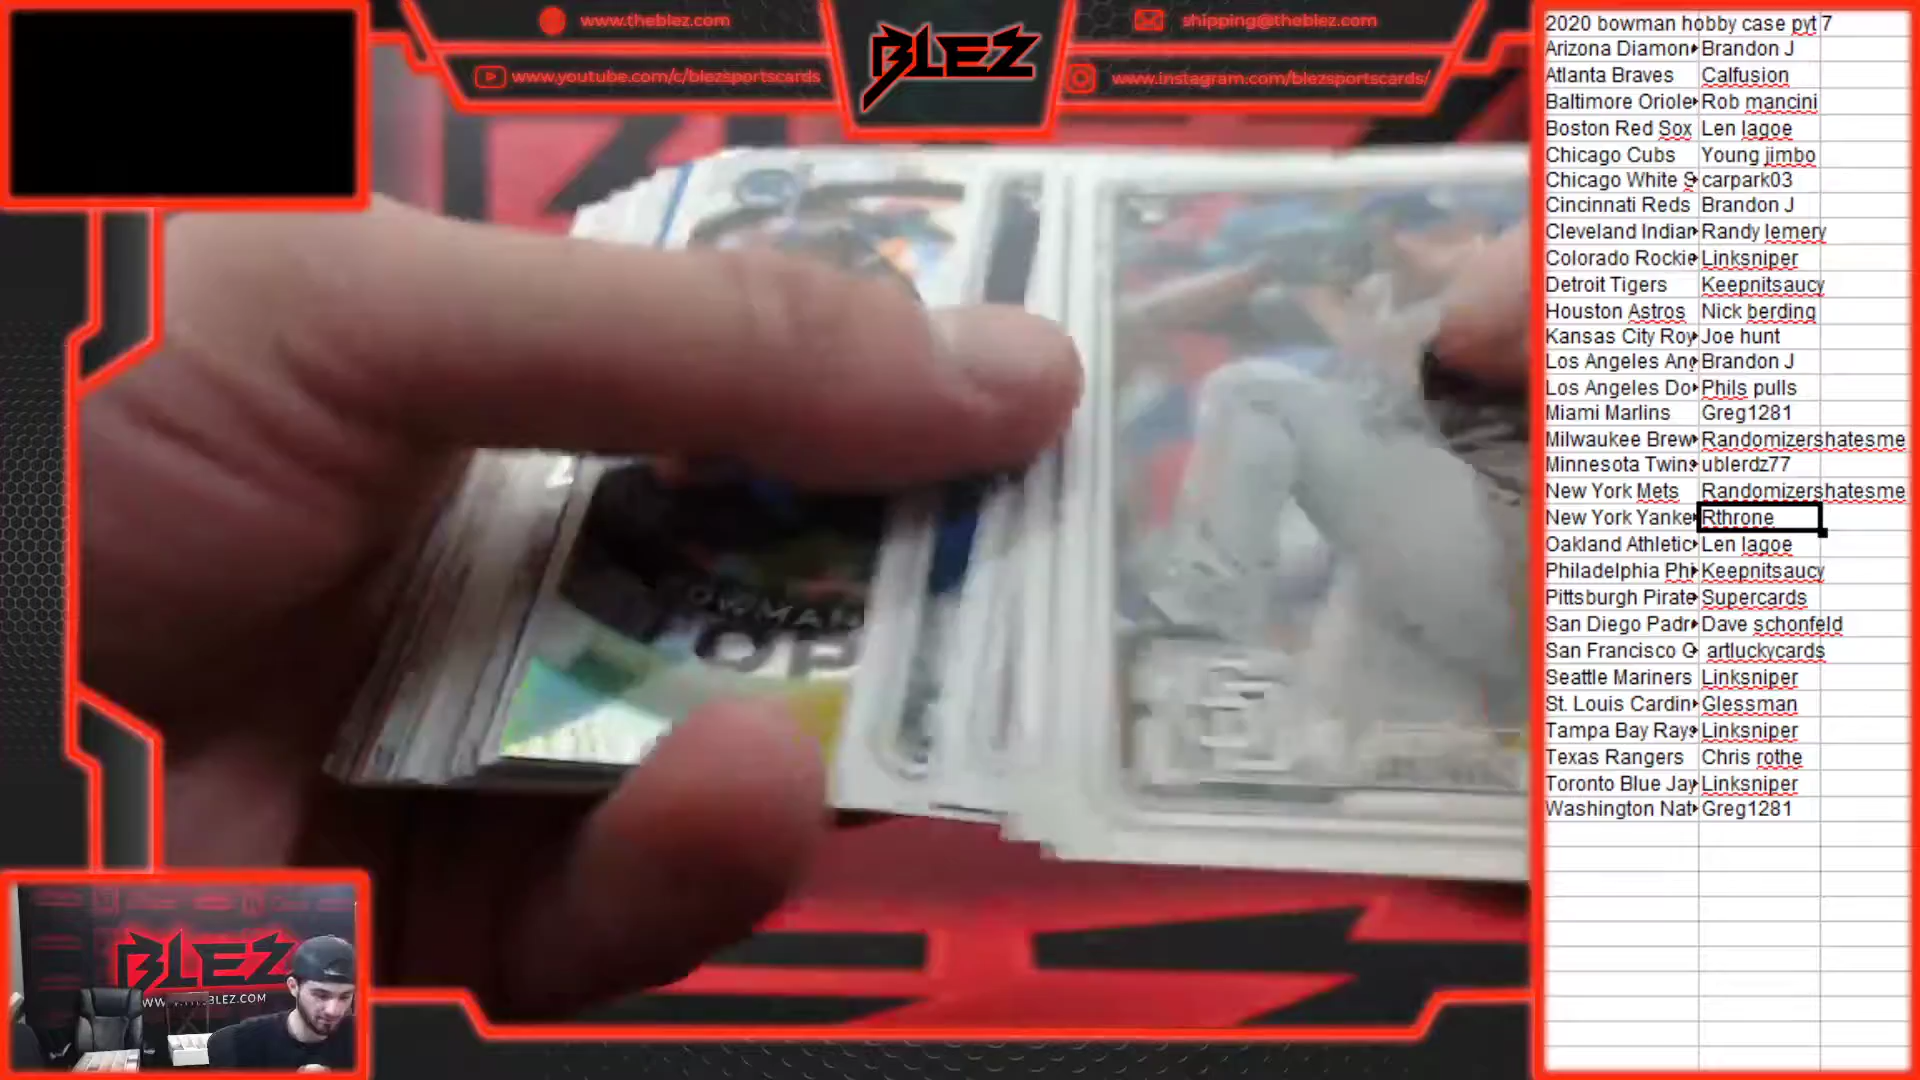 www.theblez.com
www.youtube.com/c/blezsportscards
BLEZ
shipping@theblez.com
www.instagram.com/blezsportscards/
2020 bowman hobby case pyt 7
Arizona Diamon Brandon J
Atlanta Braves Calfusion
Baltimore Oriole Rob mancini
Boston Red Sox Len lagoe
Chicago Cubs Young jimbo
Chicago White S carpark03
Cincinnati Reds Brandon J
Cleveland Indian Randy lemery
Colorado Rockie Linksniper
Detroit Tigers Keepnitsaucy
Houston Astros Nick berding
Kansas City Roy Joe hunt
Los Angeles Ang Brandon J
Los Angeles Do Phils pulls
Miami Marlins Greg1281
Milwaukee Brew Randomizershatesme
Minnesota Twins ublerdz77
New York Mets Randomizershatesme
New York Yanke Rthrone
Oakland Athletic Len lagoe
Philadelphia Phi Keepnitsaucy
Pittsburgh Pirate Supercards
San Diego Padr Dave schonfeld
San Francisco G artluckycards
Seattle Mariners Linksniper
St. Louis Cardin Glessman
Tampa Bay Rays Linksniper
Texas Rangers Chris rothe
Toronto Blue Jay Linksniper
Washington Nat Greg1281
BLEZ